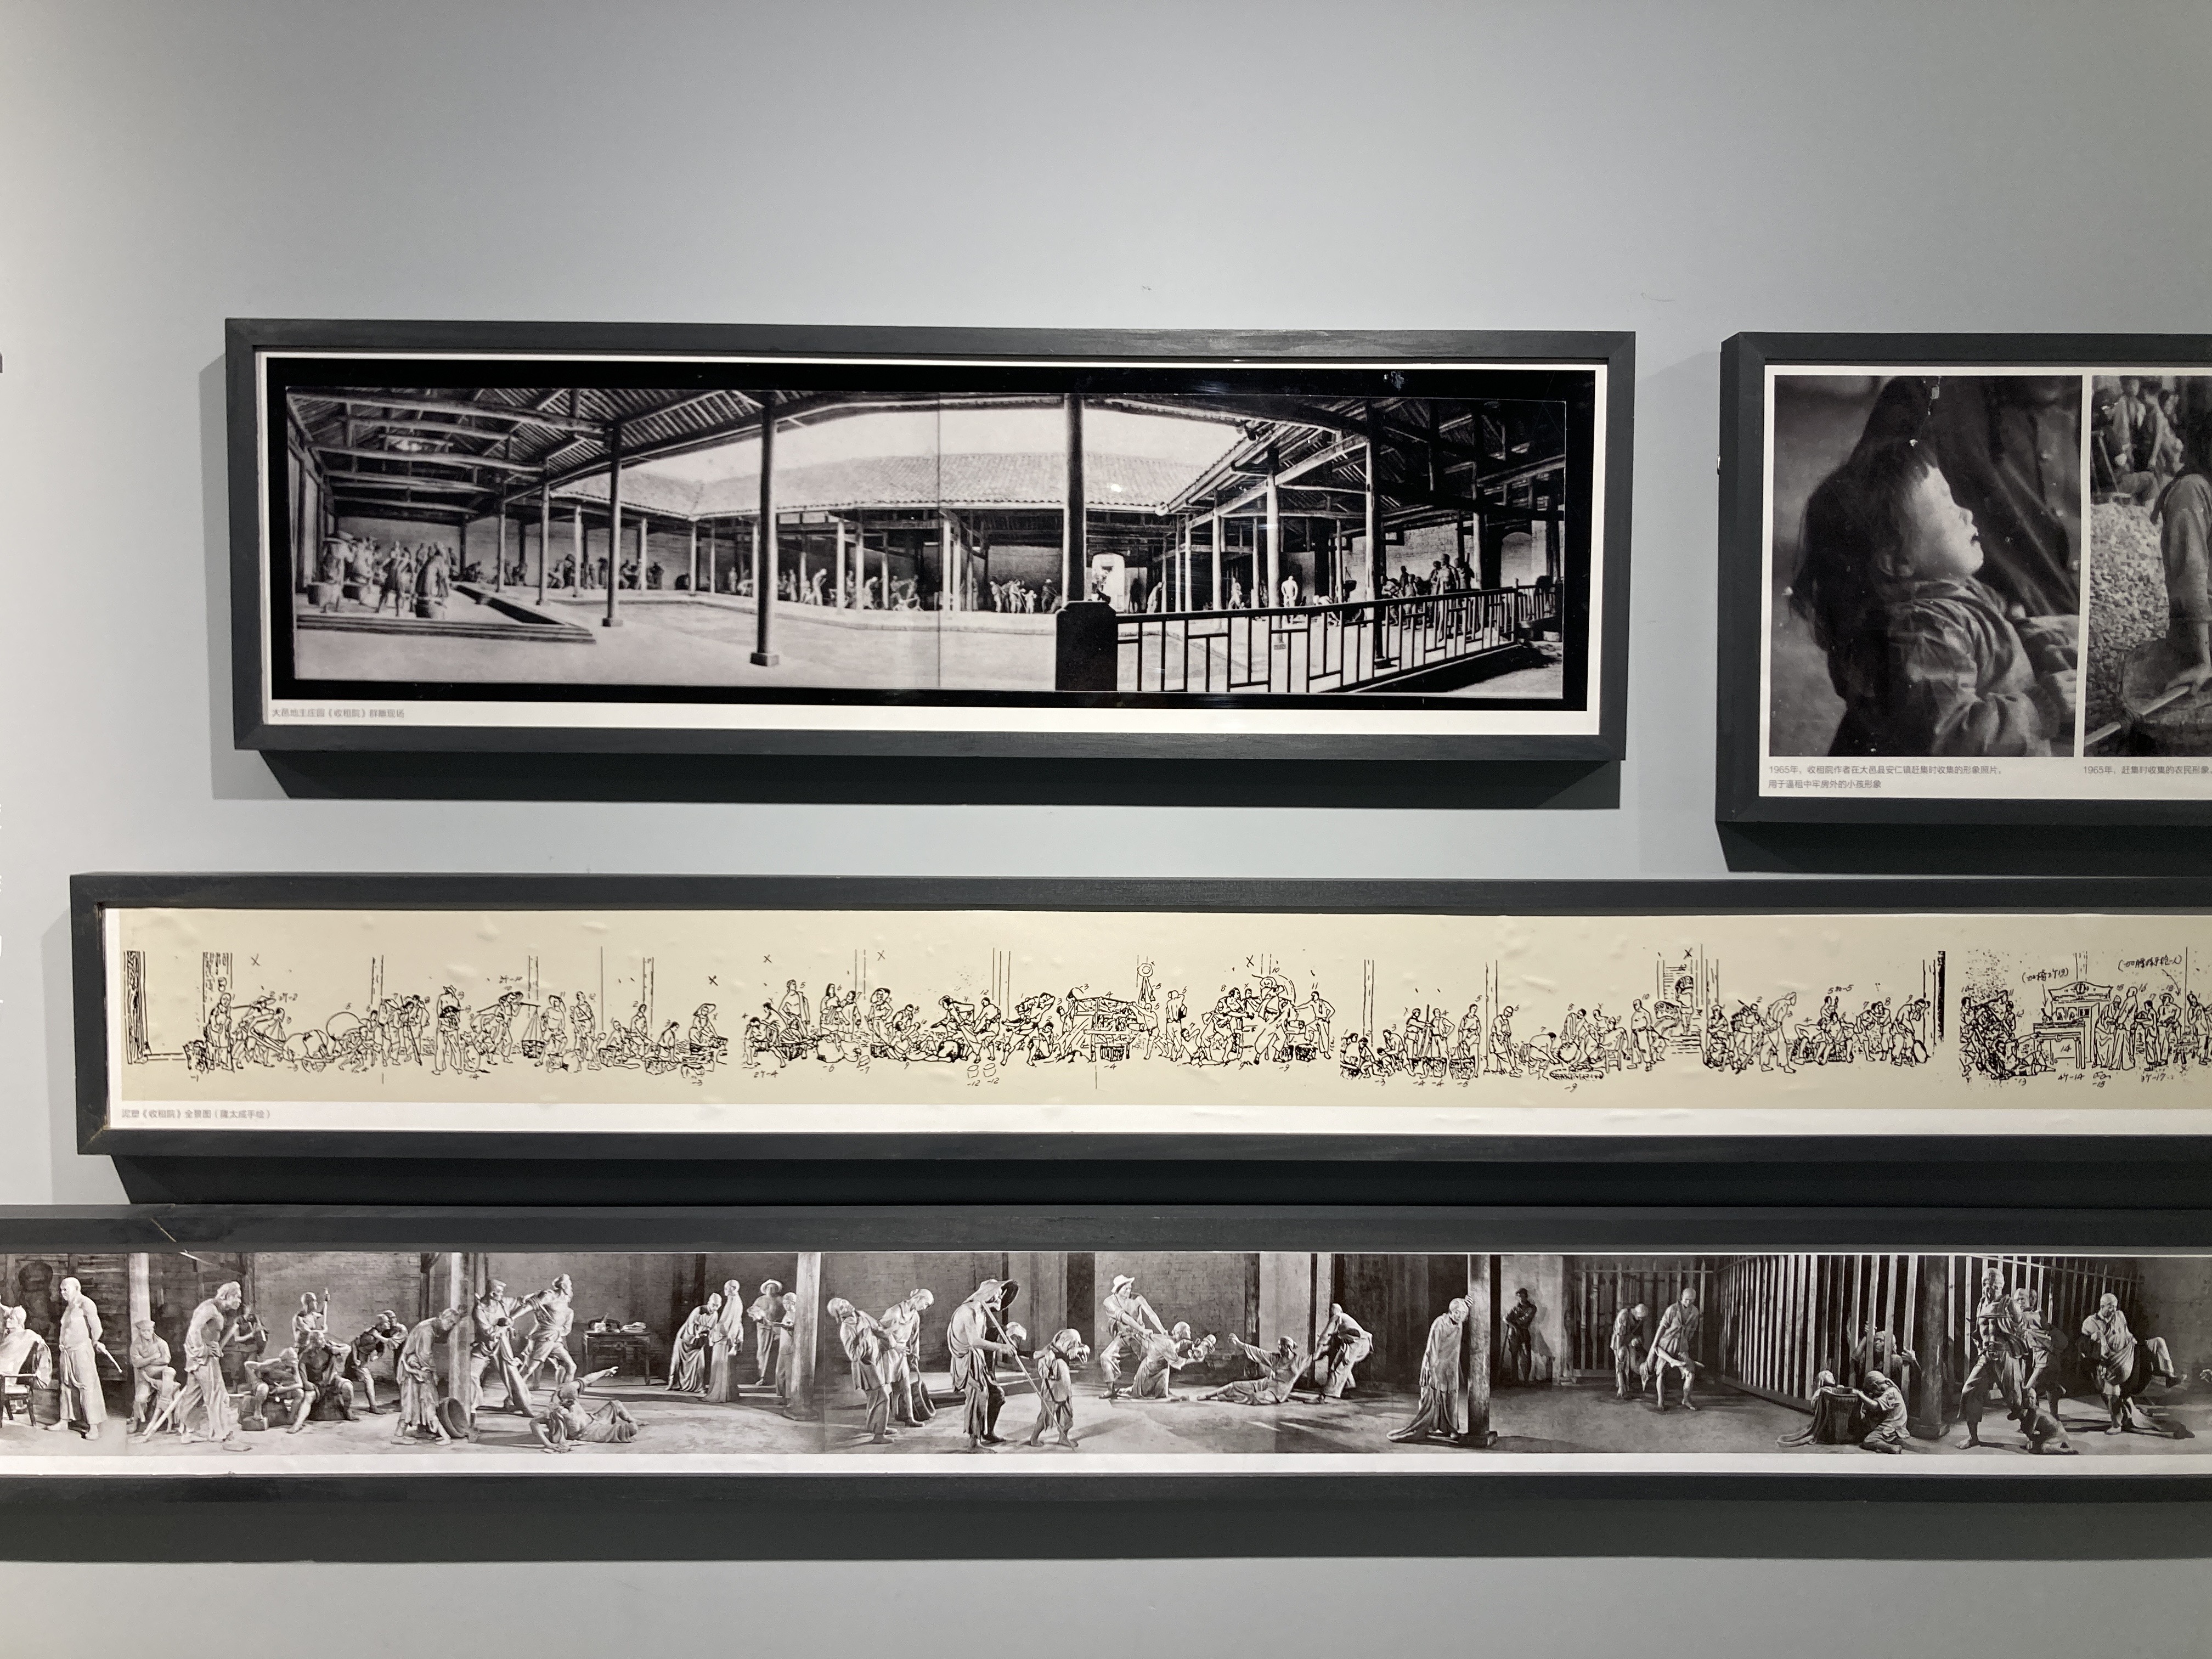 大邑地主庄园《收租院》群雕现场
1965年，收租院作者在大邑县安仁镇赶集时收集的形象照片，
用于逼租中牢房外的小孩形象
1965年，赶集时收集的农民形象，
泥塑《收租院》全景图（隆太成手绘）